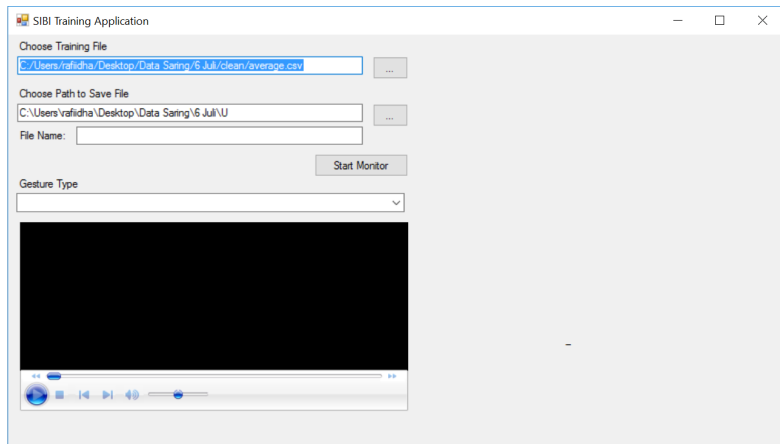 SIBI Training Application
Choose Training File
C:/Users/rafiidha/Desktop/Data Saring/6 Juli/clean/average.csv
...
Choose Path to Save File
C:\Users\rafiidha\Desktop\Data Saring\6 Juli\U
...
File Name:
Start Monitor
Gesture Type
-